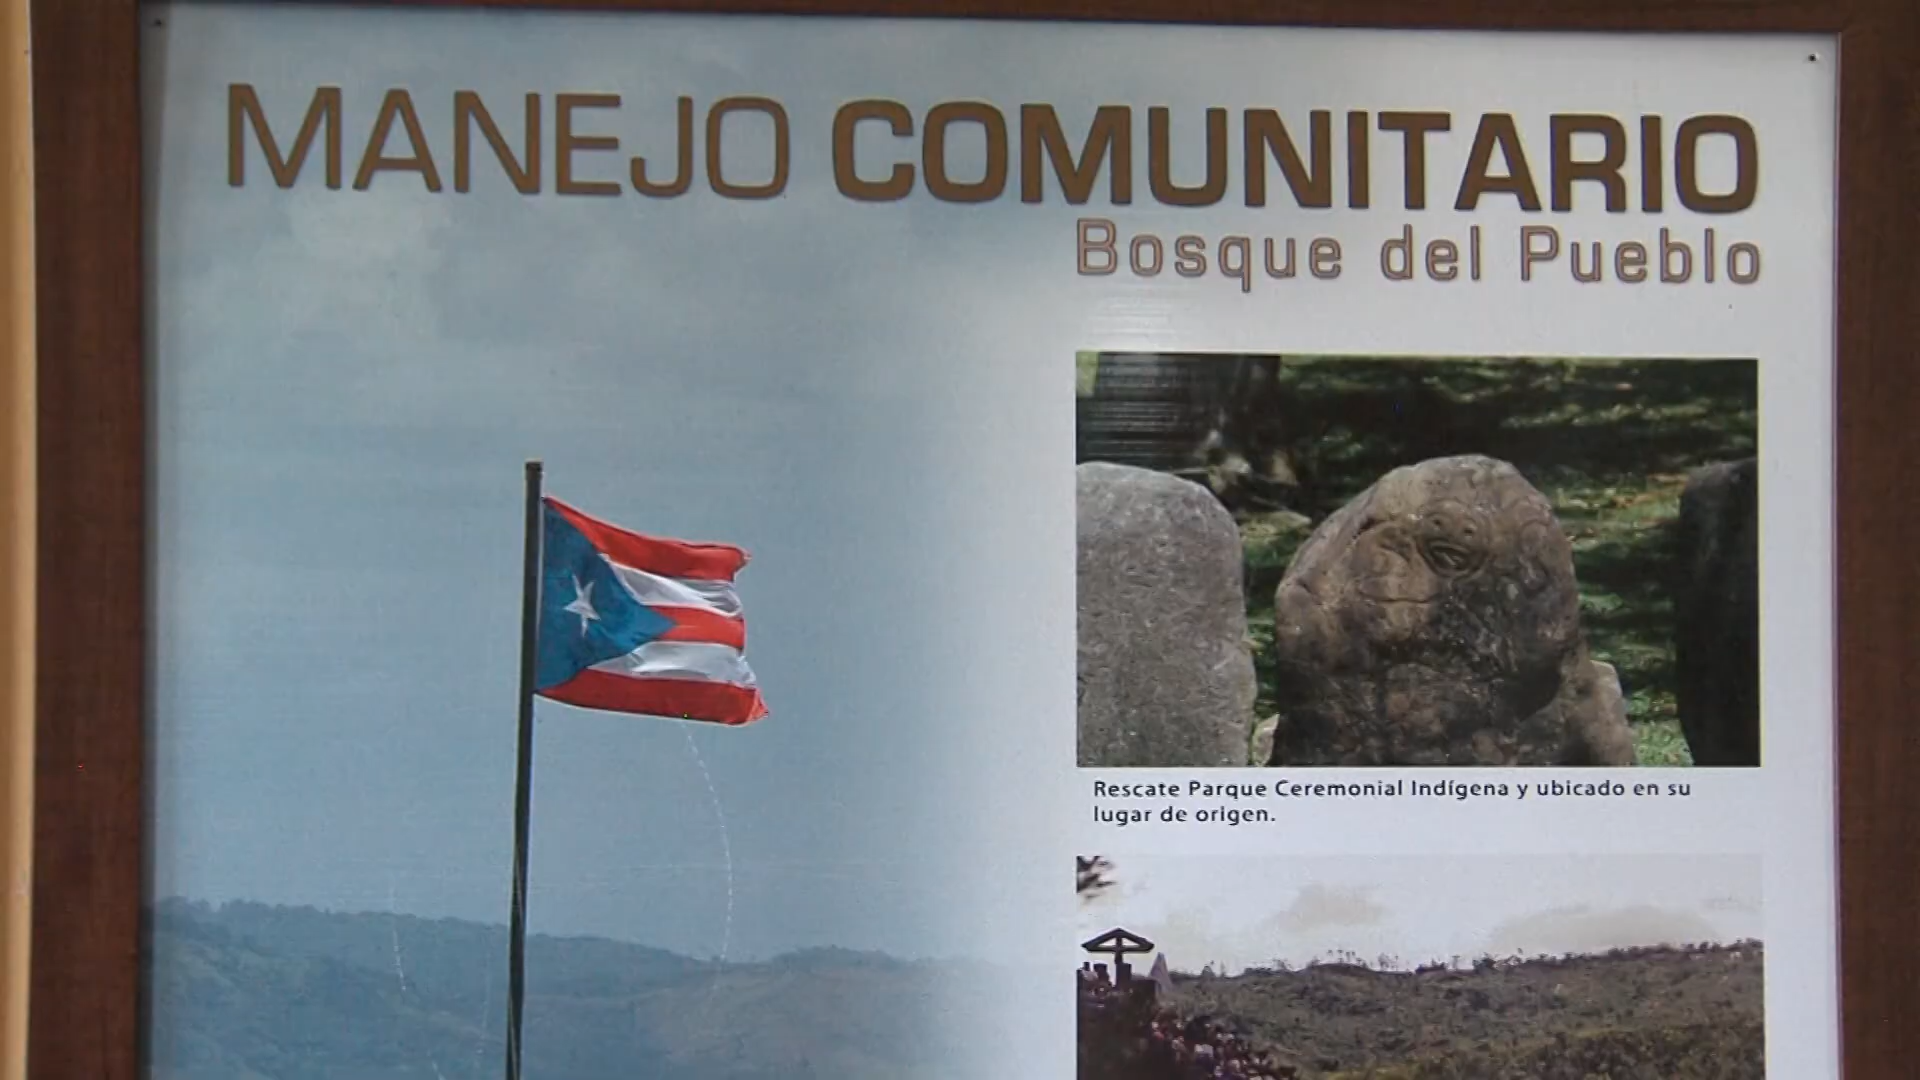 MANEJO COMUNITARIO
Bosque del Pueblo
Rescate Parque Ceremonial Indígena y ubicado en su
lugar de origen.